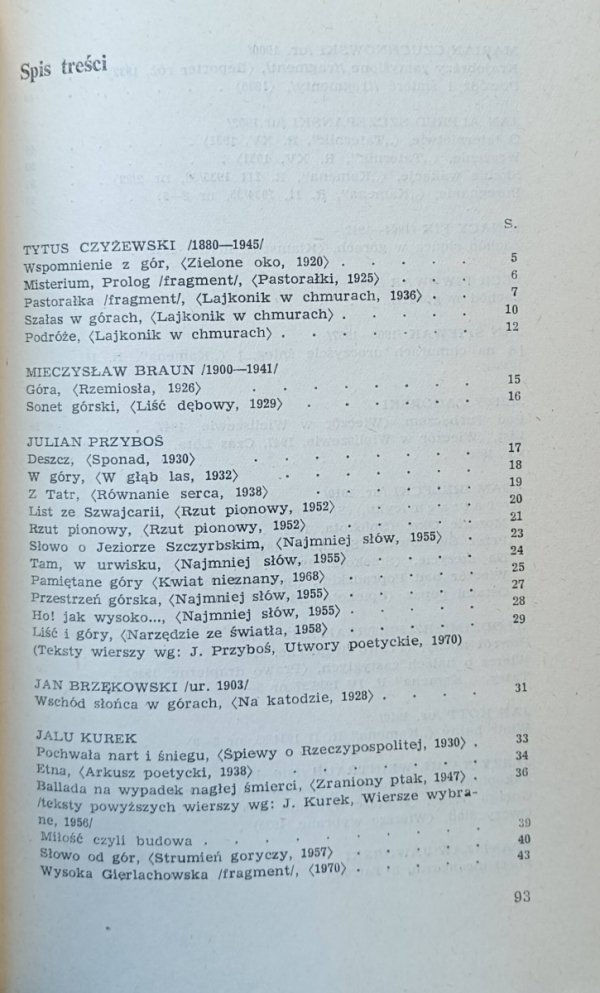 Spis treści
S.
TYTUS CZYŻEWSKI /1880—1945/
Wspomnienie z gór, ⟨Zielone oko, 1920⟩ . . . . . 5
Misterium, Prolog /fragment/, ⟨Pastorałki, 1925⟩ . . . 6
Pastorałka /fragment/, ⟨Lajkonik w chmurach, 1936⟩ . . 7
Szałas w górach, ⟨Lajkonik w chmurach⟩ . . . . . 10
Podróże, ⟨Lajkonik w chmurach⟩ . . . . . . . 12
MIECZYSŁAW BRAUN /1900—1941/
Góra, ⟨Rzemiosła, 1926⟩ . . . . . . . . 15
Sonet górski, ⟨Liść dębowy, 1929⟩ . . . . . . 16
JULIAN PRZYBOŚ
Deszcz, ⟨Sponad, 1930⟩ . . . . . . . . 17
W góry, ⟨W głąb las, 1932⟩ . . . . . . . 18
Z Tatr, ⟨Równanie serca, 1938⟩ . . . . . . 19
List ze Szwajcarii, ⟨Rzut pionowy, 1952⟩ . . . . . 20
Rzut pionowy, ⟨Rzut pionowy, 1952⟩ . . . . . 21
Słowo o Jeziorze Szczyrbskim, ⟨Najmniej słów, 1955⟩ . . 23
Tam, w urwisku, ⟨Najmniej słów, 1955⟩ . . . . 24
Pamiętane góry ⟨Kwiat nieznany, 1968⟩ . . . . . 25
Przestrzeń górska, ⟨Najmniej słów, 1955⟩ . . . . 27
Ho! jak wysoko..., ⟨Najmniej słów, 1955⟩ . . . . 28
Liść i góry, ⟨Narzędzie ze światła, 1958⟩ . . . . . 29
(Teksty wierszy wg: J. Przyboś, Utwory poetyckie, 1970)
JAN BRZĘKOWSKI /ur. 1903/
Wschód słońca w górach, ⟨Na katodzie, 1928⟩ . . . . 31
JALU KUREK
Pochwała nart i śniegu, ⟨Śpiewy o Rzeczypospolitej, 1930⟩ . 33
Etna, ⟨Arkusz poetycki, 1938⟩ . . . . . . . 34
Ballada na wypadek nagłej śmierci, ⟨Zraniony ptak, 1947⟩ . 36
/teksty powyższych wierszy wg: J. Kurek, Wiersze wybra-
ne, 1956/
Miłość czyli budowa . . . . . . . . . 39
Słowo od gór, ⟨Strumień goryczy, 1957⟩ . . . . . 40
Wysoka Gierlachowska /fragment/, ⟨1970⟩ . . . . . 43
93